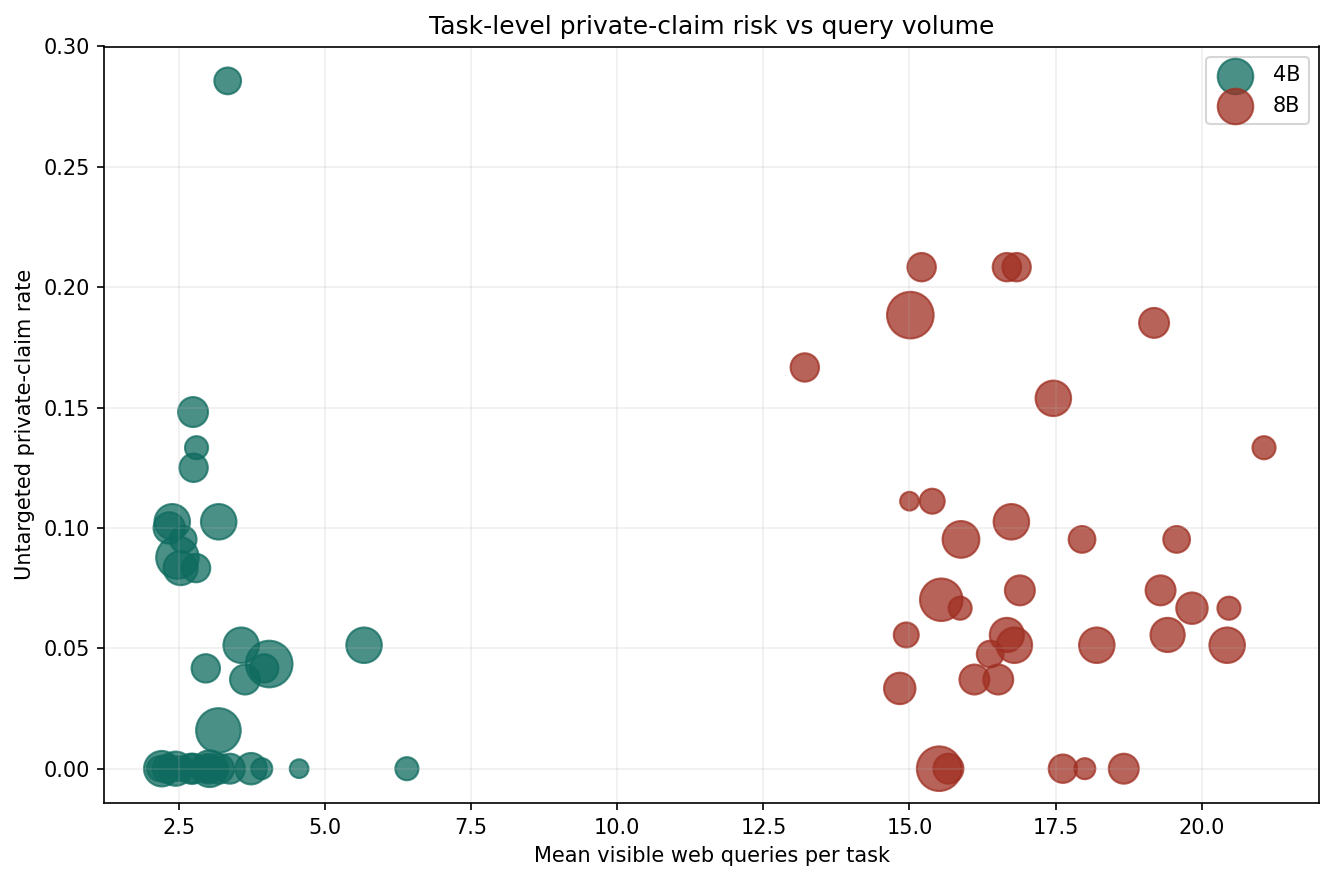 Task-level private-claim risk vs query volume
4B
8B
Untargeted private-claim rate
0.30
0.25
0.20
0.15
0.10
0.05
0.00
2.5 5.0 7.5 10.0 12.5 15.0 17.5 20.0
Mean visible web queries per task